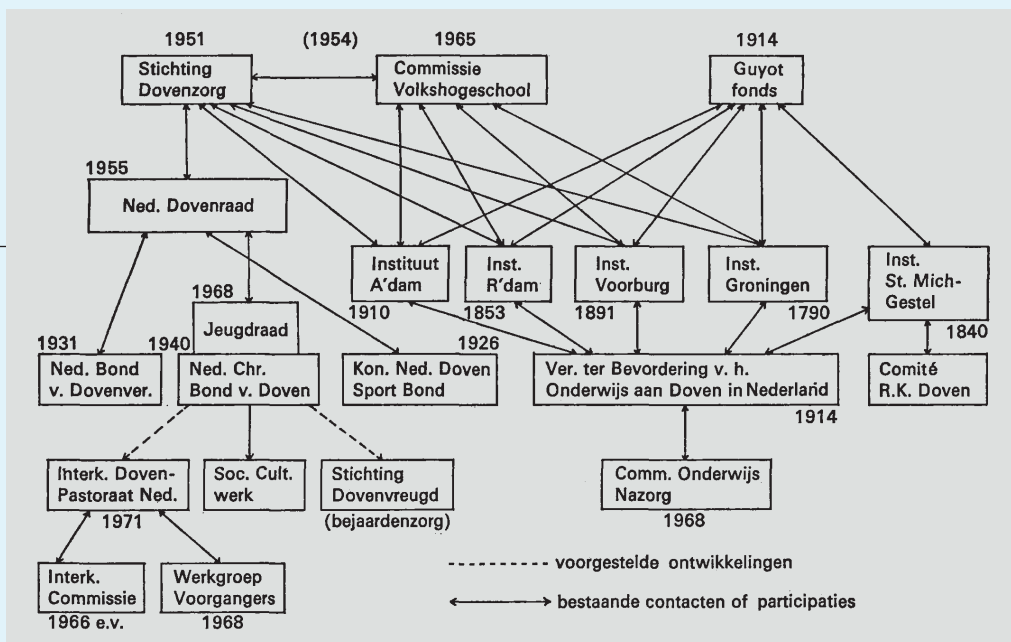 1951
(1954)
1965
1914
Stichting
Dovenzorg
Commissie
Volkshogeschool
Guyot
fonds
1955
Ned. Dovenraad
Instituut
A'dam
1910
Inst.
R'dam
1853
Inst.
Voorburg
1891
Inst.
Groningen
1790
Inst.
St. Mich-
Gestel
1840
1968
Jeugdraad
1931
Ned. Bond
v. Dovenver.
1940
Ned. Chr.
Bond v. Doven
1926
Kon. Ned. Doven
Sport Bond
Ver. ter Bevordering v. h.
Onderwijs aan Doven in Nederland
1914
Comité
R.K. Doven
Interk. Doven-
Pastoraat Ned.
1971
Soc. Cult.
werk
Stichting
Dovenvreugd
(bejaardenzorg)
Comm. Onderwijs
Nazorg
1968
Interk.
Commissie
1966 e.v.
Werkgroep
Voorgangers
1968
voorgestelde ontwikkelingen
bestaande contacten of participaties